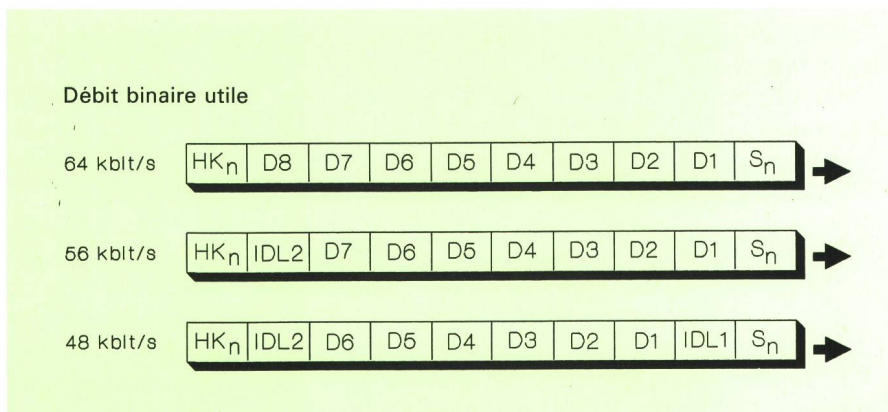 Débit binaire utile
64 kbIt/s HKn D8 D7 D6 D5 D4 D3 D2 D1 Sn
56 kbIt/s HKn IDL2 D7 D6 D5 D4 D3 D2 D1 Sn
48 kbIt/s HKn IDL2 D6 D5 D4 D3 D2 D1 IDL1 Sn